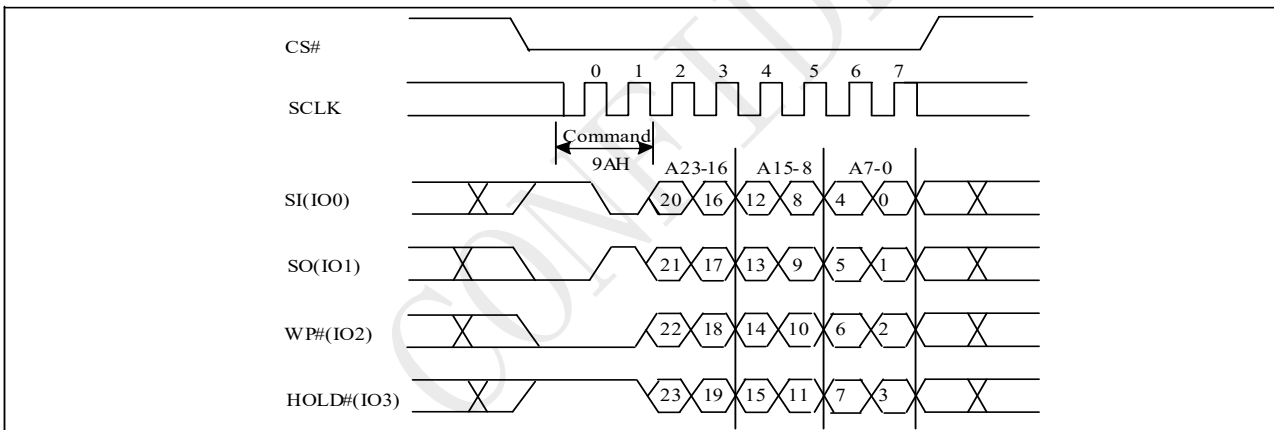 CS#
0 1 2 3 4 5 6 7
SCLK
Command
9AH
A23-16 A15-8 A7-0
SI(IO0) 20 16 12 8 4 0
SO(IO1) 21 17 13 9 5 1
WP#(IO2) 22 18 14 10 6 2
HOLD#(IO3) 23 19 15 11 7 3